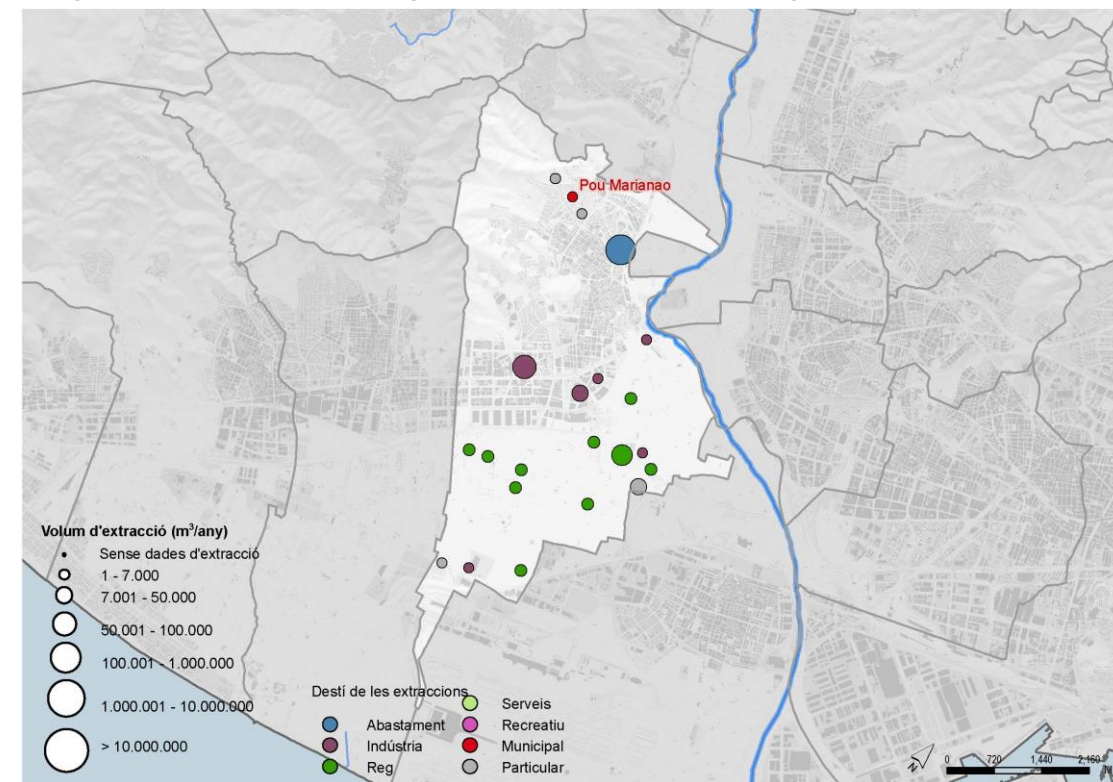 Pou Marianao
Volum d'extracció (m³/any)
Sense dades d'extracció
1 - 7.000
7.001 - 50.000
50.001 - 100.000
100.001 - 1.000.000
1.000.001 - 10.000.000
> 10.000.000
Destí de les extraccions
Abastament
Indústria
Reg
Serveis
Recreatiu
Municipal
Particular
0 720 1,440 2,160